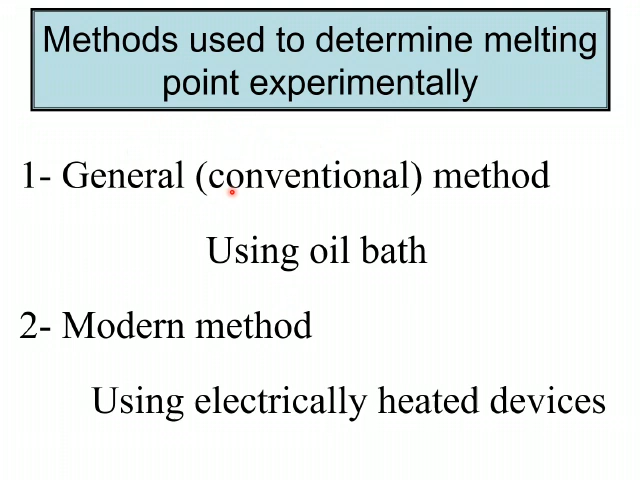 Methods used to determine melting
point experimentally
1- General (conventional) method
Using oil bath
2- Modern method
Using electrically heated devices